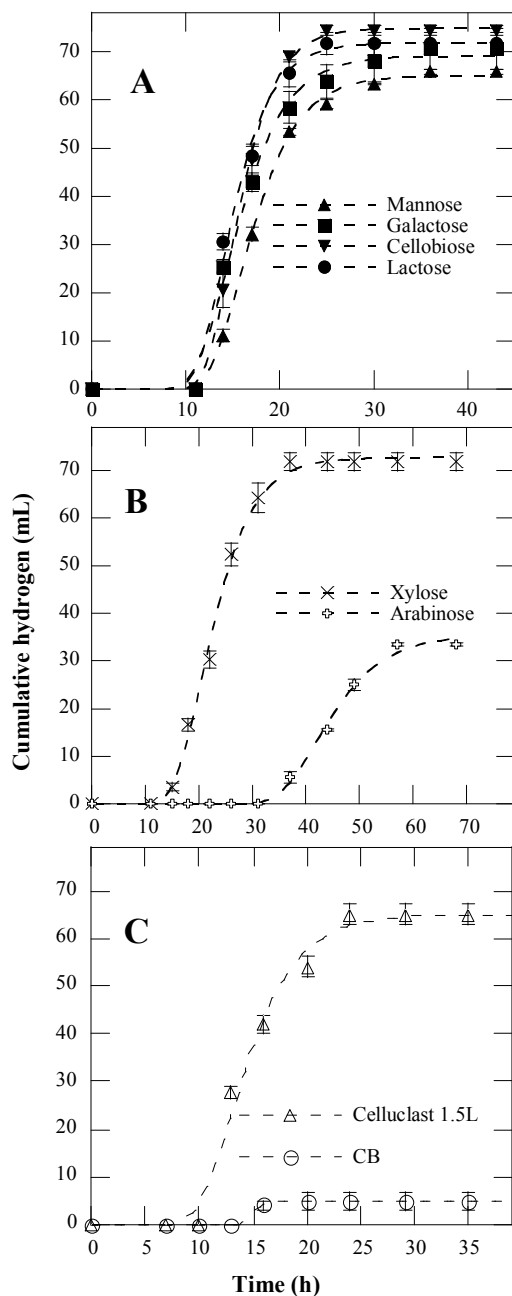 Cumulative hydrogen (mL)
A
70
60
50
40
30
20
10
0
Mannose
Galactose
Cellobiose
Lactose
0 10 20 30 40
B
70
60
50
40
30
20
10
0
Xylose
Arabinose
0 10 20 30 40 50 60 70
C
70
60
50
40
30
20
10
0
Celluclast 1.5L
CB
0 5 10 15 20 25 30 35
Time (h)